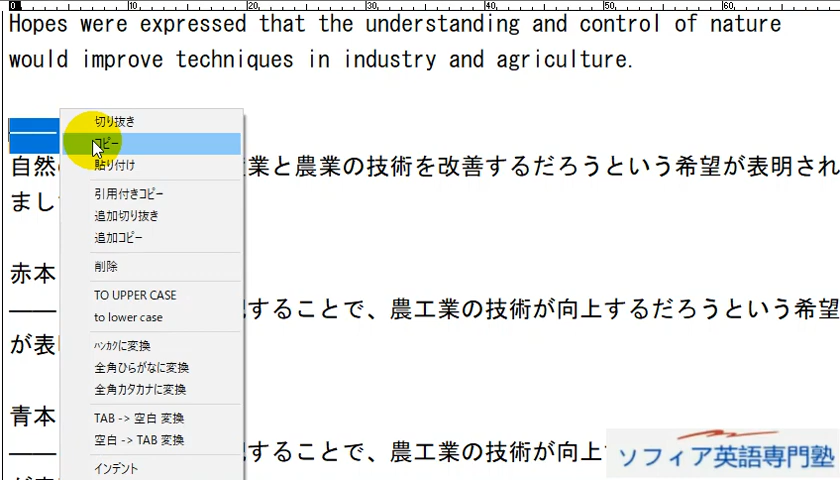 0 10 20 30 40 50 60
Hopes were expressed that the understanding and control of nature
would improve techniques in industry and agriculture.
切り抜き
コピー
貼り付け
自然 業と農業の技術を改善するだろうという希望が表明され
引用付きコピー
まし
追加切り抜き
追加コピー
削除
赤本
TO UPPER CASE
―― することで、農工業の技術が向上するだろうという希望
to lower case
ﾊﾝｶｸに変換
が表
全角ひらがなに変換
全角カタカナに変換
青本
TAB -> 空白 変換
空白 -> TAB 変換
―― することで、農工業の技術が向上
ソフィア英語専門塾
インデント